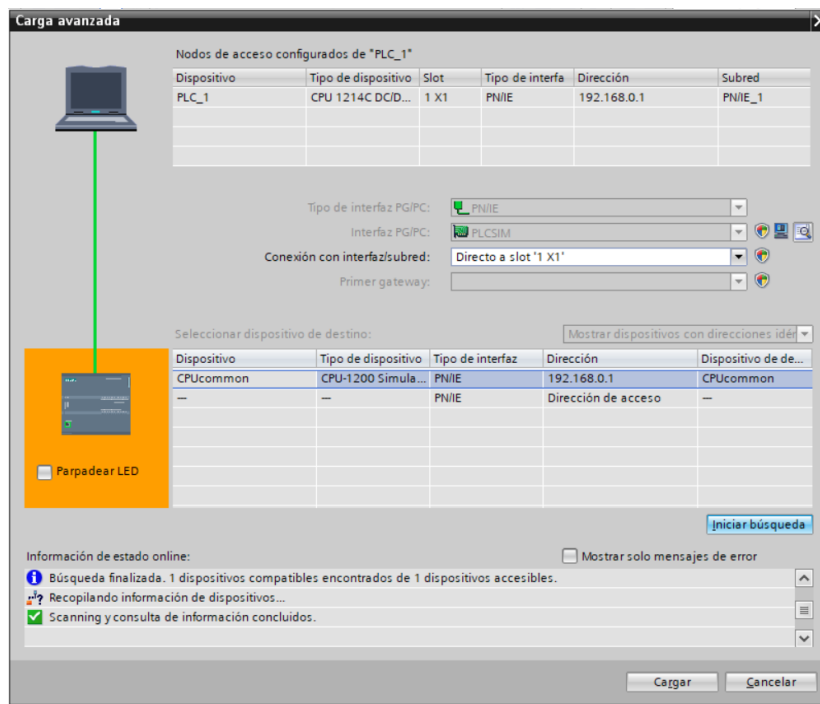 Carga avanzada
Nodos de acceso configurados de "PLC_1"
Dispositivo Tipo de dispositivo Slot Tipo de interfa Dirección Subred
PLC_1 CPU 1214C DC/D... 1 X1 PN/IE 192.168.0.1 PN/IE_1
Tipo de interfaz PG/PC: PN/IE
Interfaz PG/PC: PLCSIM
Conexión con interfaz/subred: Directo a slot '1 X1'
Primer gateway:
Seleccionar dispositivo de destino: Mostrar dispositivos con direcciones idén
Dispositivo Tipo de dispositivo Tipo de interfaz Dirección Dispositivo de de...
CPUcommon CPU-1200 Simula... PN/IE 192.168.0.1 CPUcommon
— — PN/IE Dirección de acceso —
Parpadear LED
Iniciar búsqueda
Información de estado online: Mostrar solo mensajes de error
Búsqueda finalizada. 1 dispositivos compatibles encontrados de 1 dispositivos accesibles.
Recopilando información de dispositivos...
Scanning y consulta de información concluidos.
Cargar Cancelar